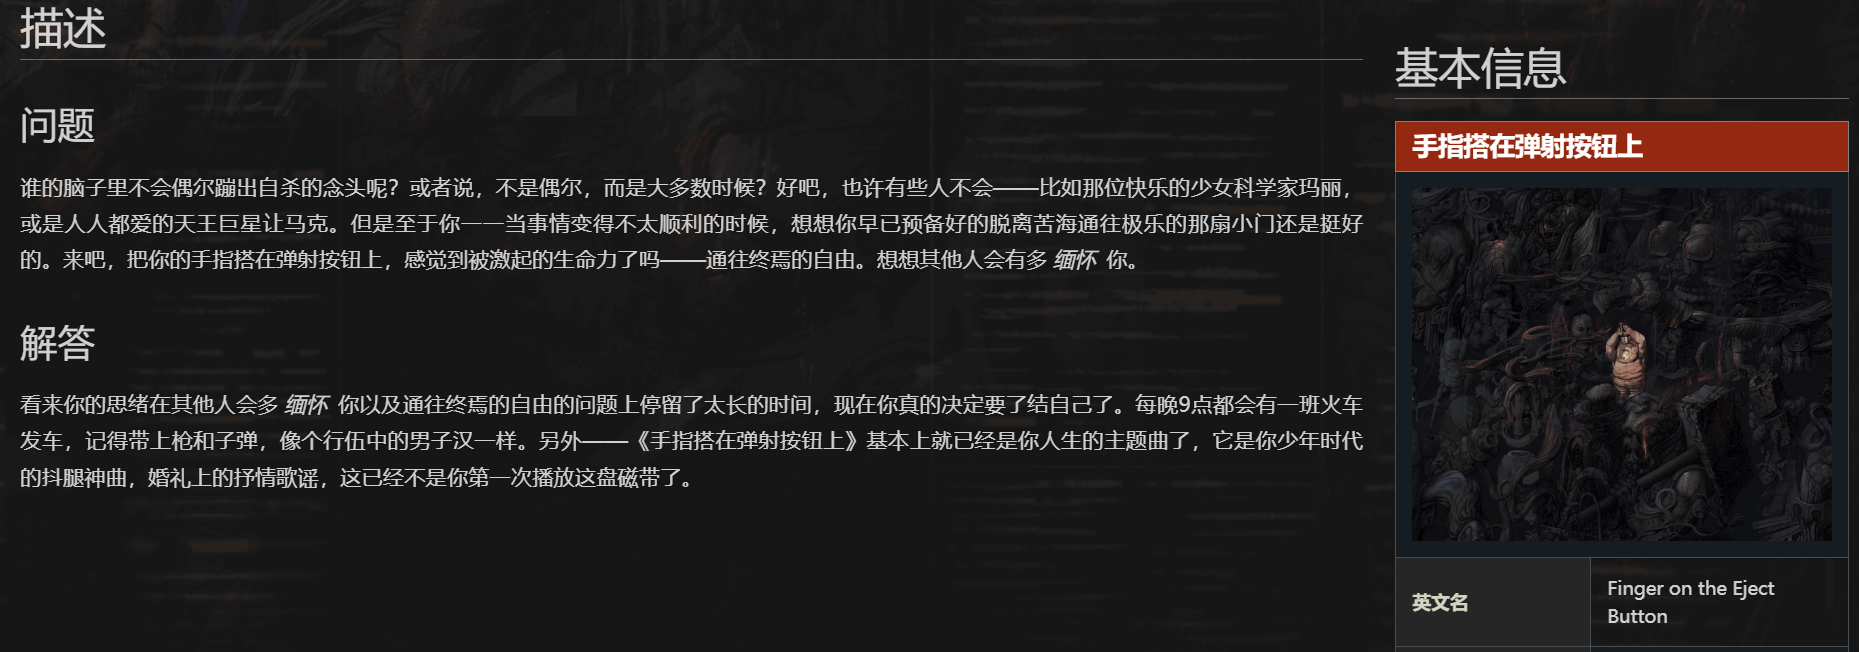 描述
问题
谁的脑子里不会偶尔蹦出自杀的念头呢？或者说，不是偶尔，而是大多数时候？好吧，也许有些人不会——比如那位快乐的少女科学家玛丽，
或是人人都爱的天王巨星让马克。但是至于你一一当事情变得不太顺利的时候，想想你早已预备好的脱离苦海通往极乐的那扇小门还是挺好
的。来吧，把你的手指搭在弹射按钮上，感觉到被激起的生命力了吗——通往终焉的自由。想想其他人会有多 缅怀 你。
解答
看来你的思绪在其他人会多 缅怀 你以及通往终焉的自由的问题上停留了太长的时间，现在你真的决定要了结自己了。每晚9点都会有一班火车
发车，记得带上枪和子弹，像个行伍中的男子汉一样。另外——《手指搭在弹射按钮上》基本上就已经是你人生的主题曲了，它是你少年时代
的抖腿神曲，婚礼上的抒情歌谣，这已经不是你第一次播放这盘磁带了。
基本信息
手指搭在弹射按钮上
英文名
Finger on the Eject
Button